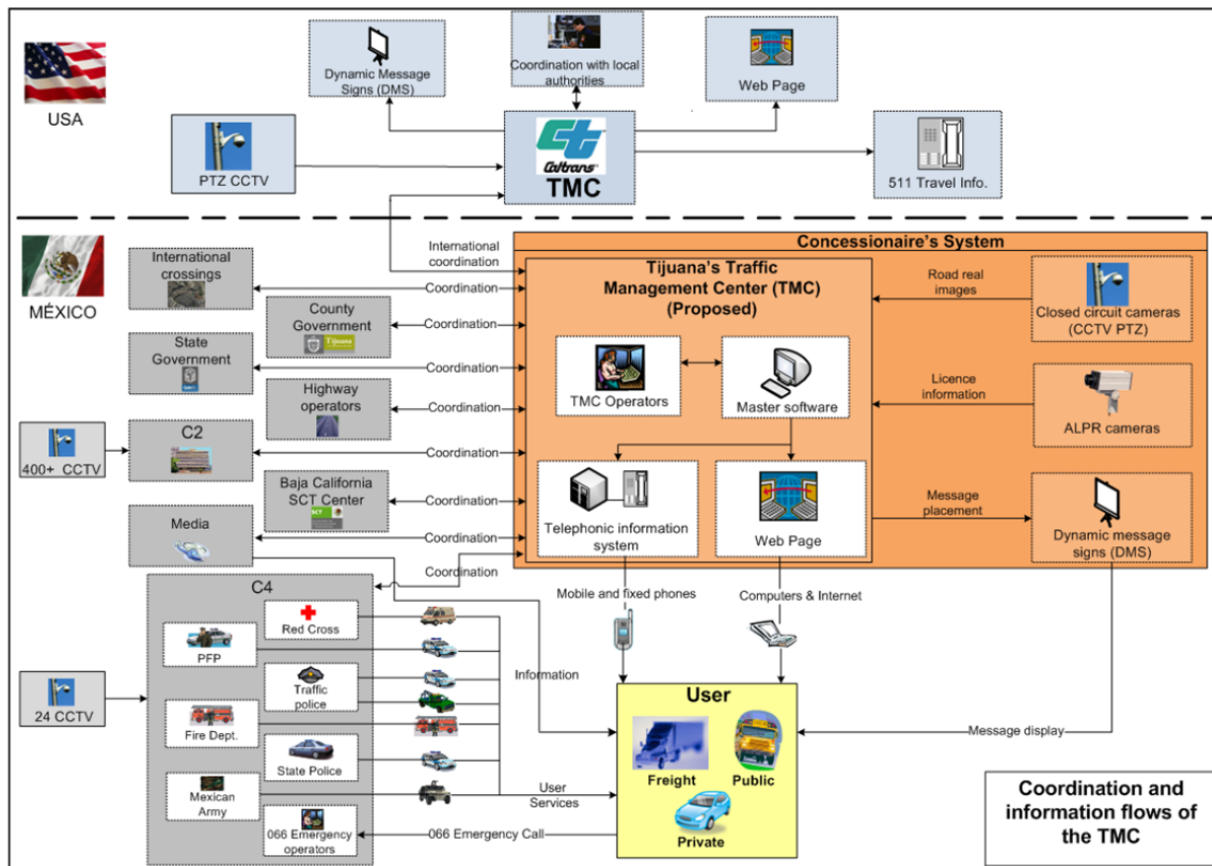 USA
Dynamic Message
Signs (DMS)
Coordination with local
authorities
Web Page
PTZ CCTV
Caltrans
TMC
511 Travel Info.
MÉXICO
International
crossings
International
coordination
Coordination
County
Government
Tijuana
Coordination
State
Government
Coordination
Highway
operators
Coordination
400+ CCTV
C2
Coordination
Baja California
SCT Center
SCT
Coordination
Media
Coordination
Coordination
Concessionaire's System
Tijuana's Traffic
Management Center (TMC)
(Proposed)
TMC Operators
Master software
Telephonic information
system
Web Page
Road real
images
Closed circuit cameras
(CCTV PTZ)
Licence
information
ALPR cameras
Message
placement
Dynamic message
signs (DMS)
Mobile and fixed phones
Computers & Internet
24 CCTV
C4
Red Cross
PFP
Traffic
police
Fire Dept.
State Police
Mexican
Army
066 Emergency
operators
Information
User
Services
066 Emergency Call
User
Freight
Public
Private
Message display
Coordination and
information flows of
the TMC